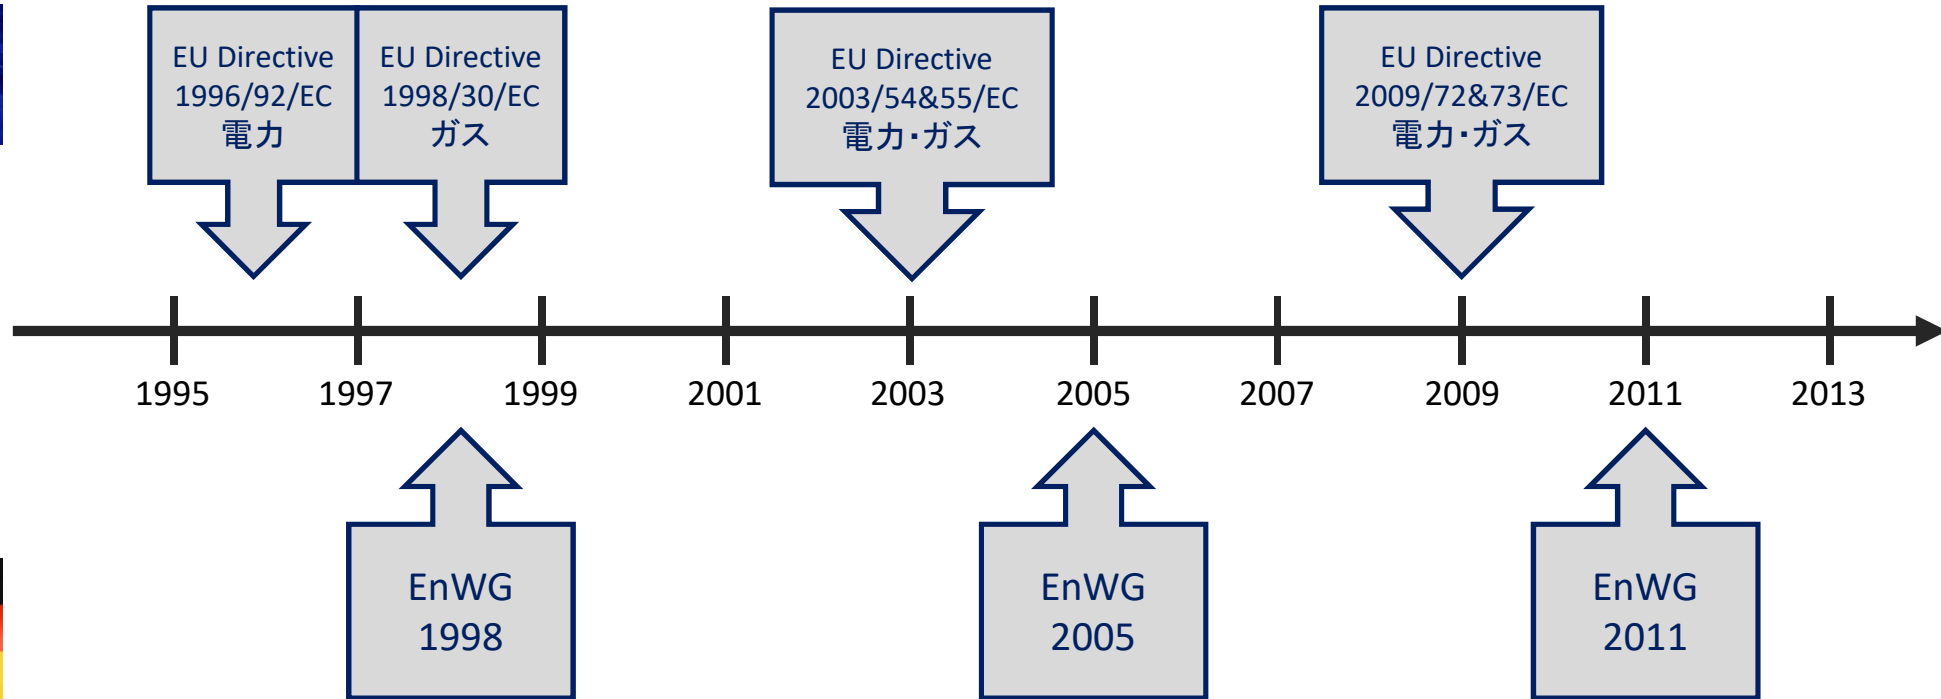 EU Directive
1996/92/EC
電力
EU Directive
1998/30/EC
ガス
EU Directive
2003/54&55/EC
電力・ガス
EU Directive
2009/72&73/EC
電力・ガス
1995
1997
1999
2001
2003
2005
2007
2009
2011
2013
EnWG
1998
EnWG
2005
EnWG
2011